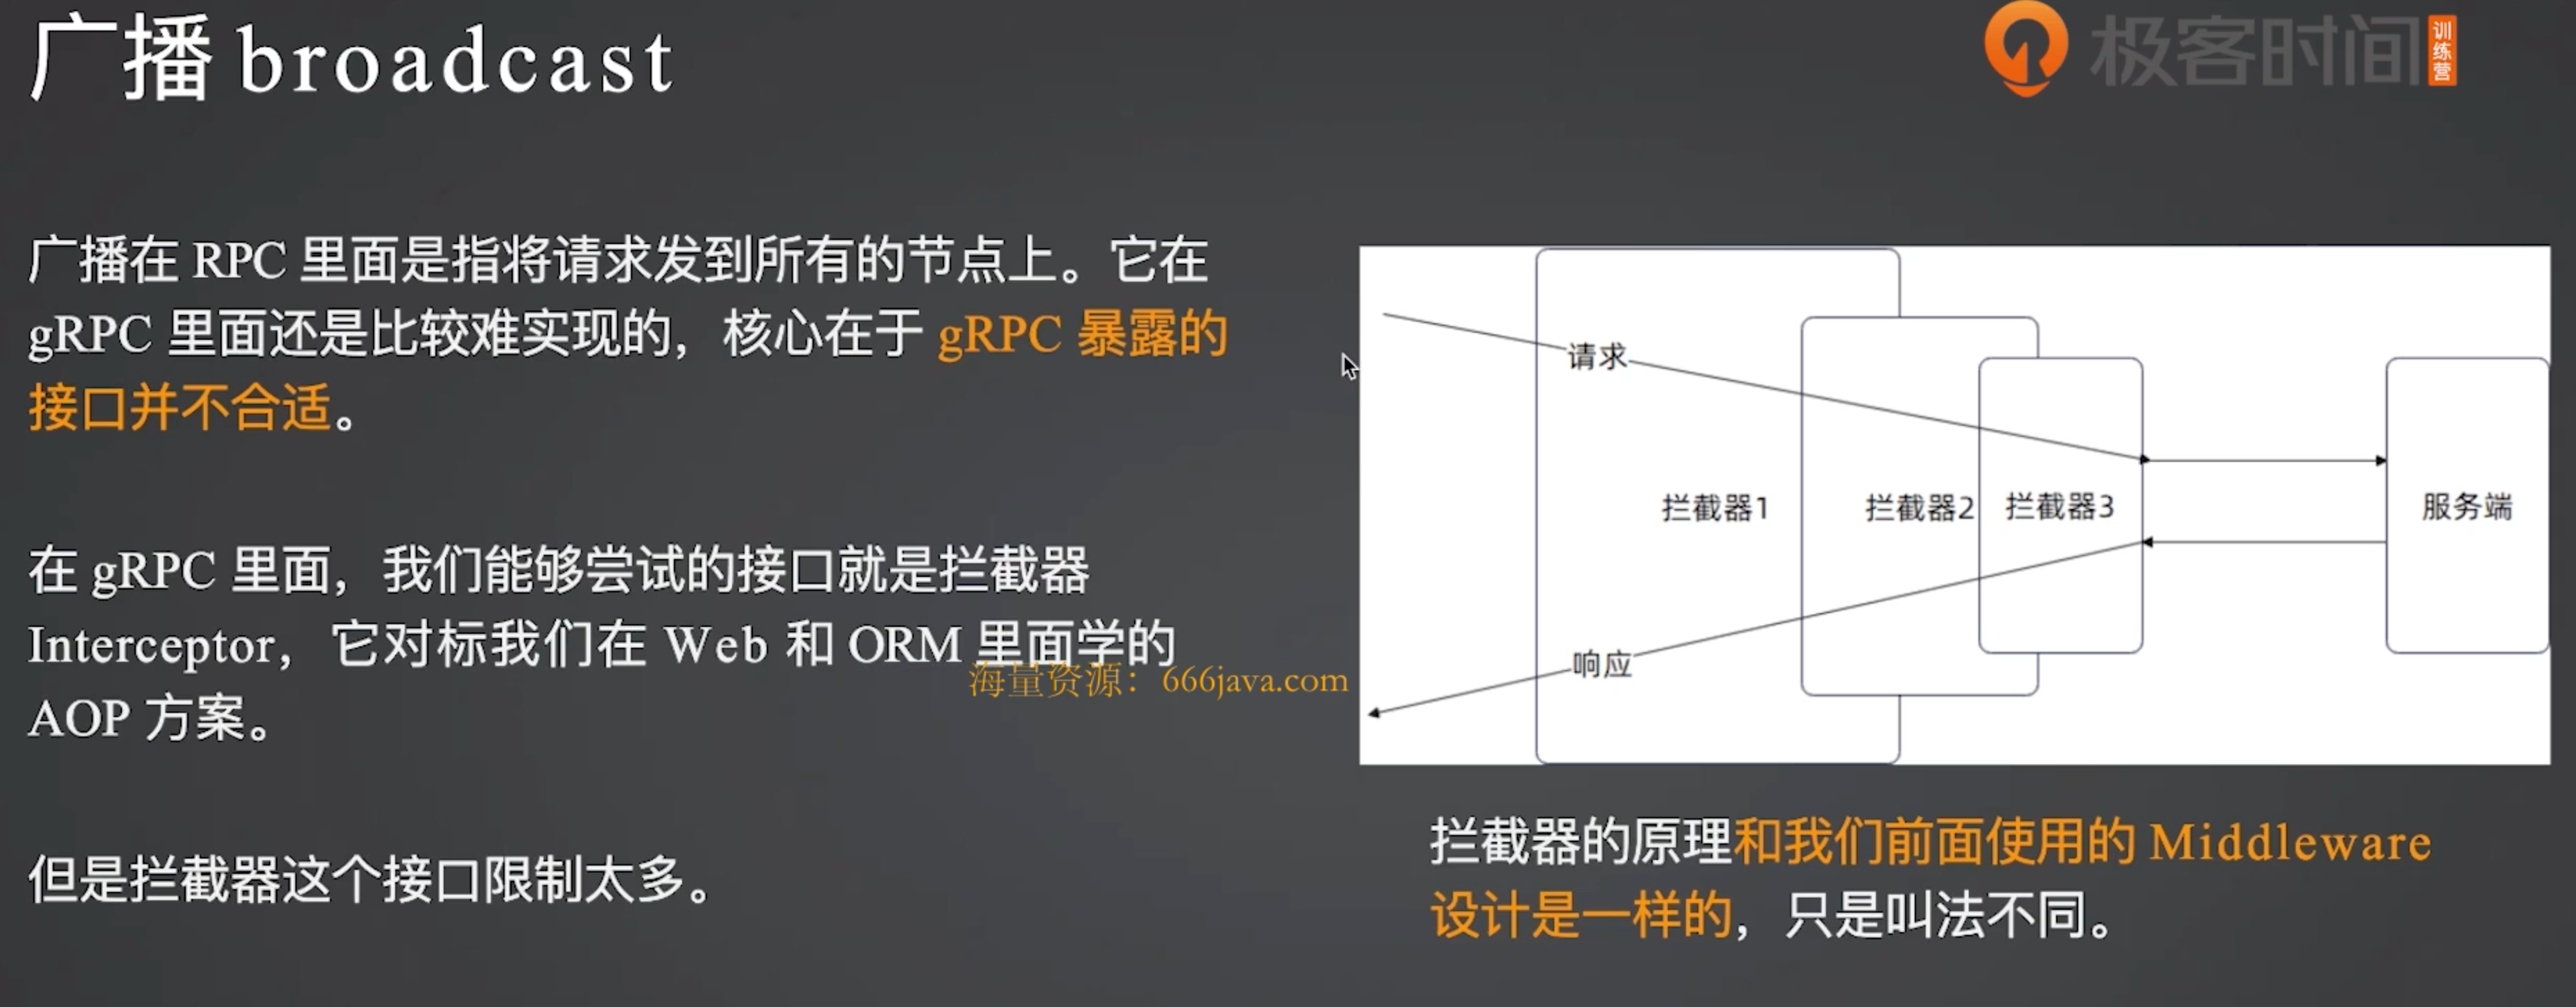 广播 broadcast
极客时间
训练营
广播在 RPC 里面是指将请求发到所有的节点上。它在
gRPC 里面还是比较难实现的，核心在于 gRPC 暴露的
接口并不合适。
在 gRPC 里面，我们能够尝试的接口就是拦截器
Interceptor，它对标我们在 Web 和 ORM 里面学的
AOP 方案。
海量资源：666java.com
但是拦截器这个接口限制太多。
请求
拦截器1
拦截器2
拦截器3
服务端
响应
拦截器的原理和我们前面使用的 Middleware
设计是一样的，只是叫法不同。